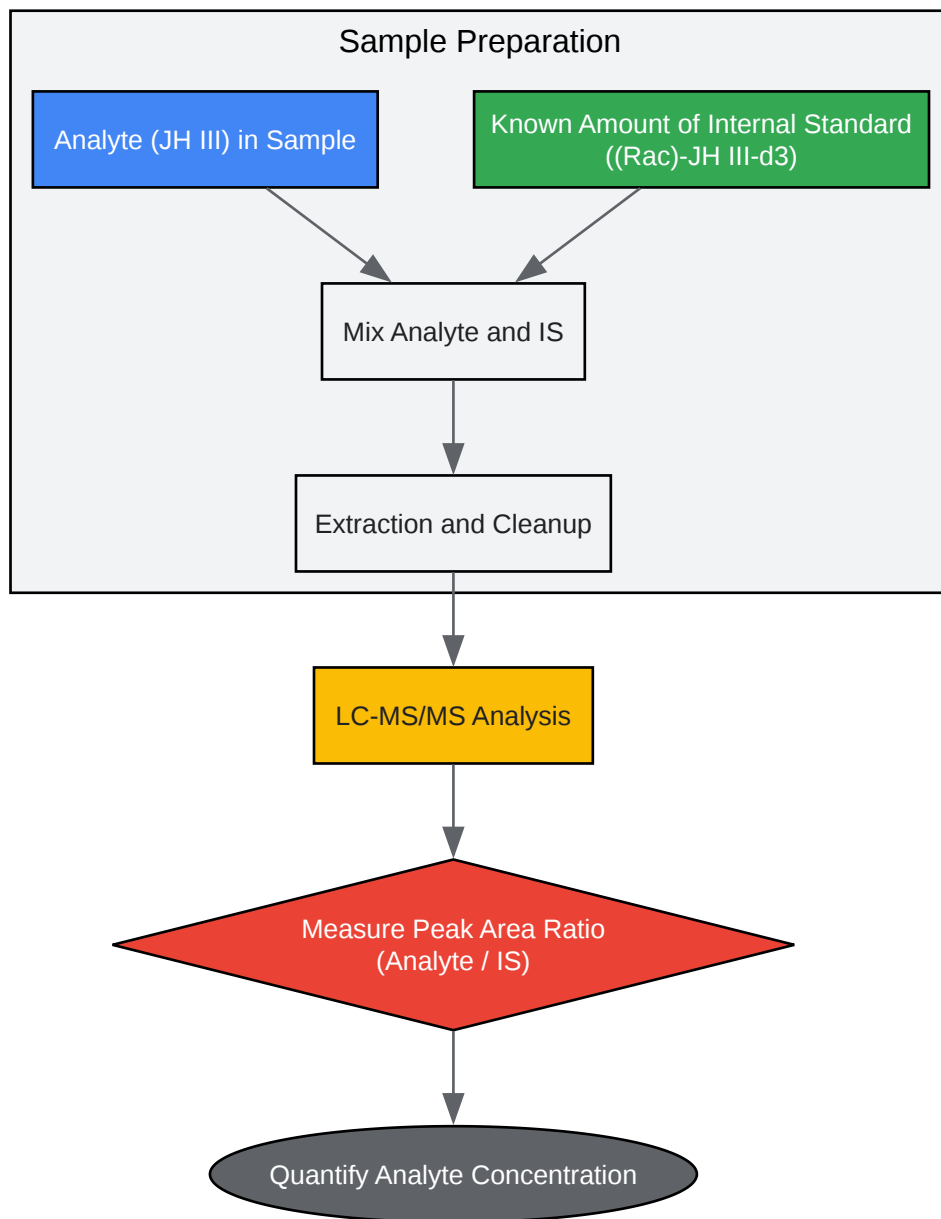 Sample Preparation
Analyte (JH III) in Sample
Known Amount of Internal Standard
((Rac)-JH III-d3)
Mix Analyte and IS
Extraction and Cleanup
LC-MS/MS Analysis
Measure Peak Area Ratio
(Analyte / IS)
Quantify Analyte Concentration